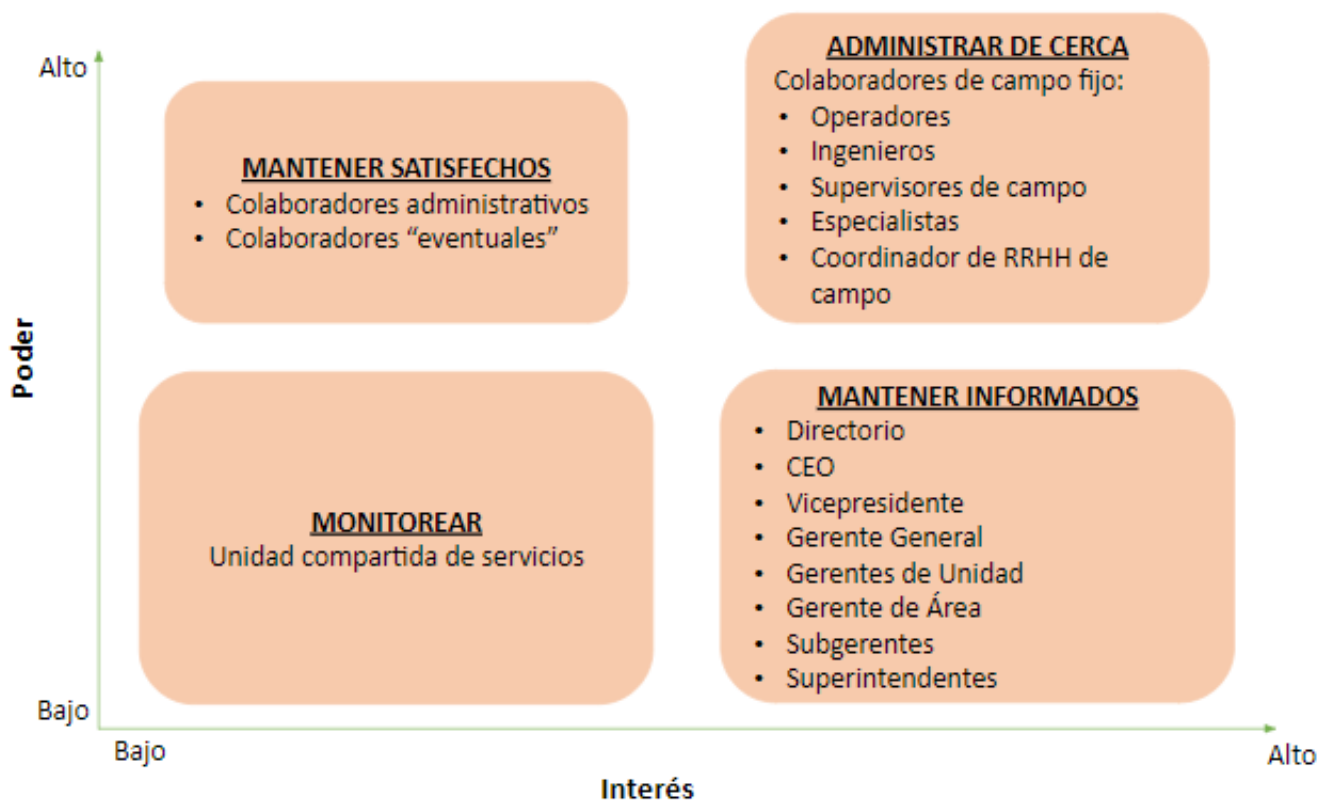 Alto
ADMINISTRAR DE CERCA
Colaboradores de campo fijo:
• Operadores
• Ingenieros
• Supervisores de campo
• Especialistas
• Coordinador de RRHH de
campo
MANTENER SATISFECHOS
• Colaboradores administrativos
• Colaboradores “eventuales”
Poder
MONITOREAR
Unidad compartida de servicios
MANTENER INFORMADOS
• Directorio
• CEO
• Vicepresidente
• Gerente General
• Gerentes de Unidad
• Gerente de Área
• Subgerentes
• Superintendentes
Bajo
Bajo
Alto
Interés